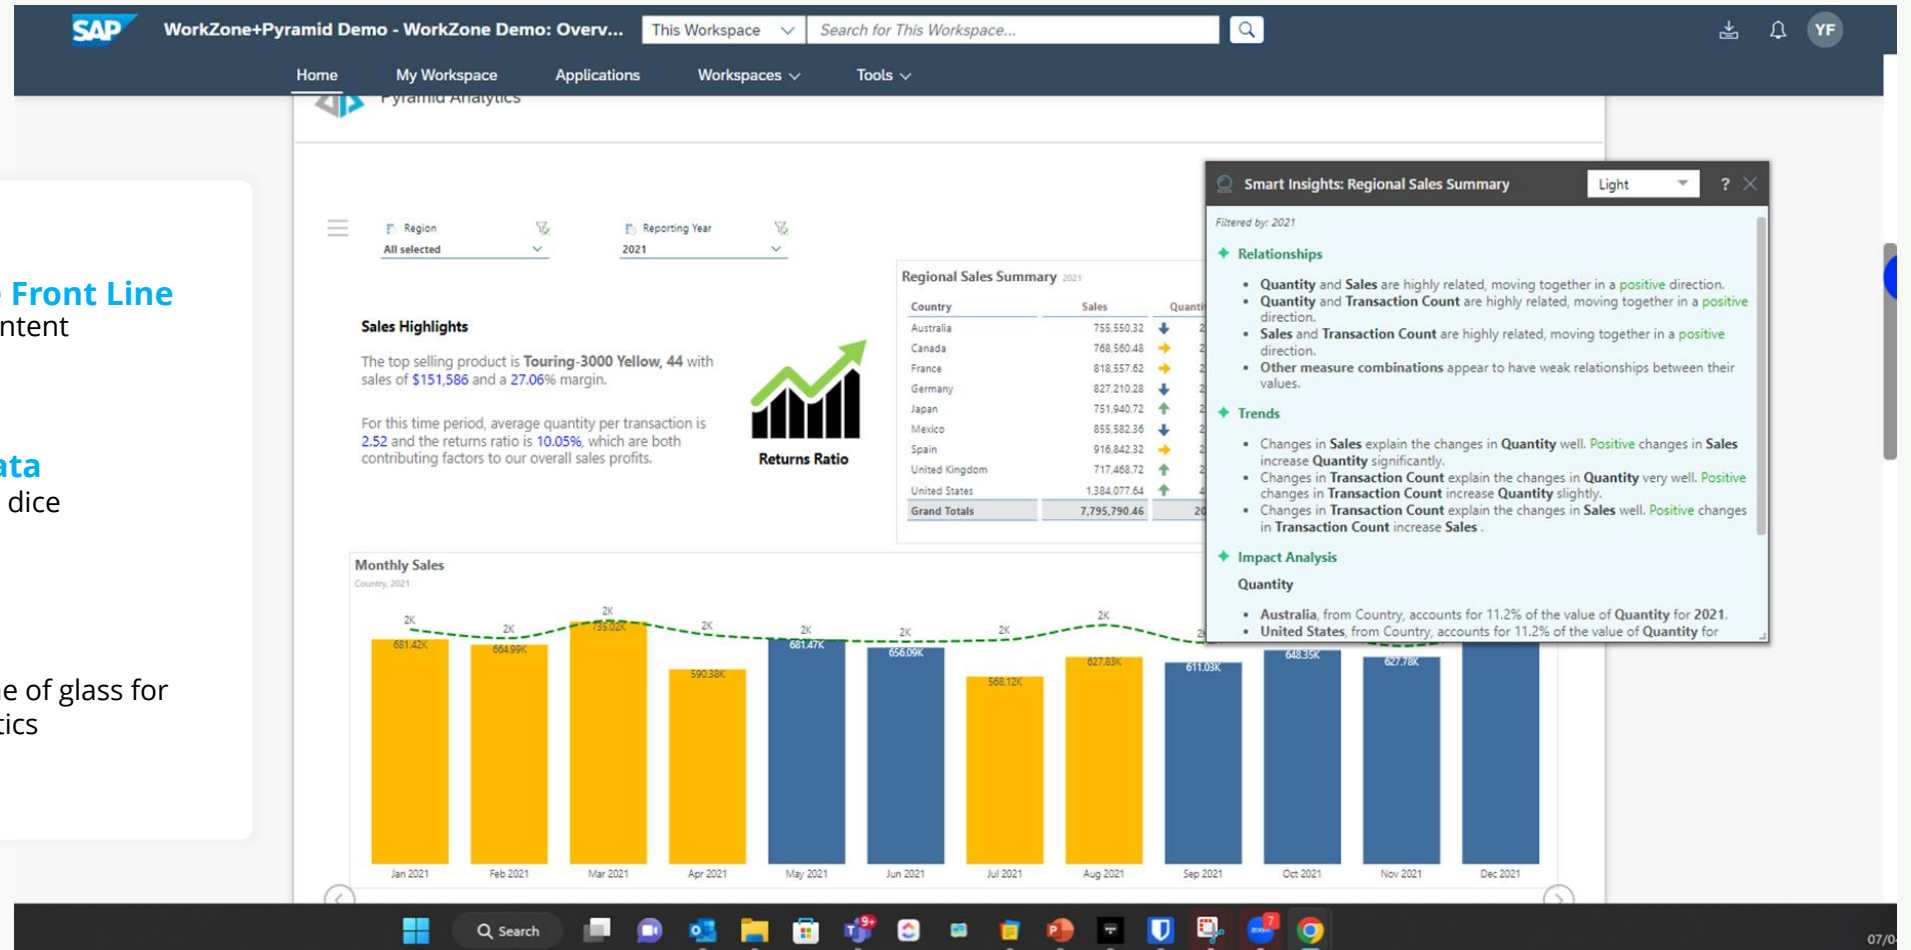 SAP
WorkZone+Pyramid Demo - WorkZone Demo: Overv...
This Workspace
Search for This Workspace...
YF
Home
My Workspace
Applications
Workspaces
Tools
Pyramid Analytics
Front Line
ntent
ata
dice
e of glass for
tics
Region
All selected
Reporting Year
2021
Sales Highlights
The top selling product is Touring-3000 Yellow, 44 with
sales of $151,586 and a 27.06% margin.
For this time period, average quantity per transaction is
2.52 and the returns ratio is 10.05%, which are both
contributing factors to our overall sales profits.
Returns Ratio
Regional Sales Summary 2021
Country Sales Quanti
Australia 755,550.32 2
Canada 768,560.48 2
France 818,557.62 2
Germany 827,210.28 2
Japan 751,940.72 2
Mexico 855,582.36 2
Spain 916,842.32 2
United Kingdom 717,468.72 2
United States 1,384,077.64 4
Grand Totals 7,795,790.46 20
Smart Insights: Regional Sales Summary
Light
?
Filtered by: 2021
Relationships
• Quantity and Sales are highly related, moving together in a positive direction.
• Quantity and Transaction Count are highly related, moving together in a positive
direction.
• Sales and Transaction Count are highly related, moving together in a positive
direction.
• Other measure combinations appear to have weak relationships between their
values.
Trends
• Changes in Sales explain the changes in Quantity well. Positive changes in Sales
increase Quantity significantly.
• Changes in Transaction Count explain the changes in Quantity very well. Positive
changes in Transaction Count increase Quantity slightly.
• Changes in Transaction Count explain the changes in Sales well. Positive changes
in Transaction Count increase Sales .
Impact Analysis
Quantity
• Australia, from Country, accounts for 11.2% of the value of Quantity for 2021.
• United States, from Country, accounts for 11.2% of the value of Quantity for
Monthly Sales
Country, 2021
2K 2K 2K 2K 2K 2K 2K 2K 2
681.42K 664.99K 735.02K 590.38K 681.47K 656.09K 568.12K 627.83K 611.03K 648.35K 627.78K
Jan 2021 Feb 2021 Mar 2021 Apr 2021 May 2021 Jun 2021 Jul 2021 Aug 2021 Sep 2021 Oct 2021 Nov 2021 Dec 2021
Search
9+
7
zoom
07/0